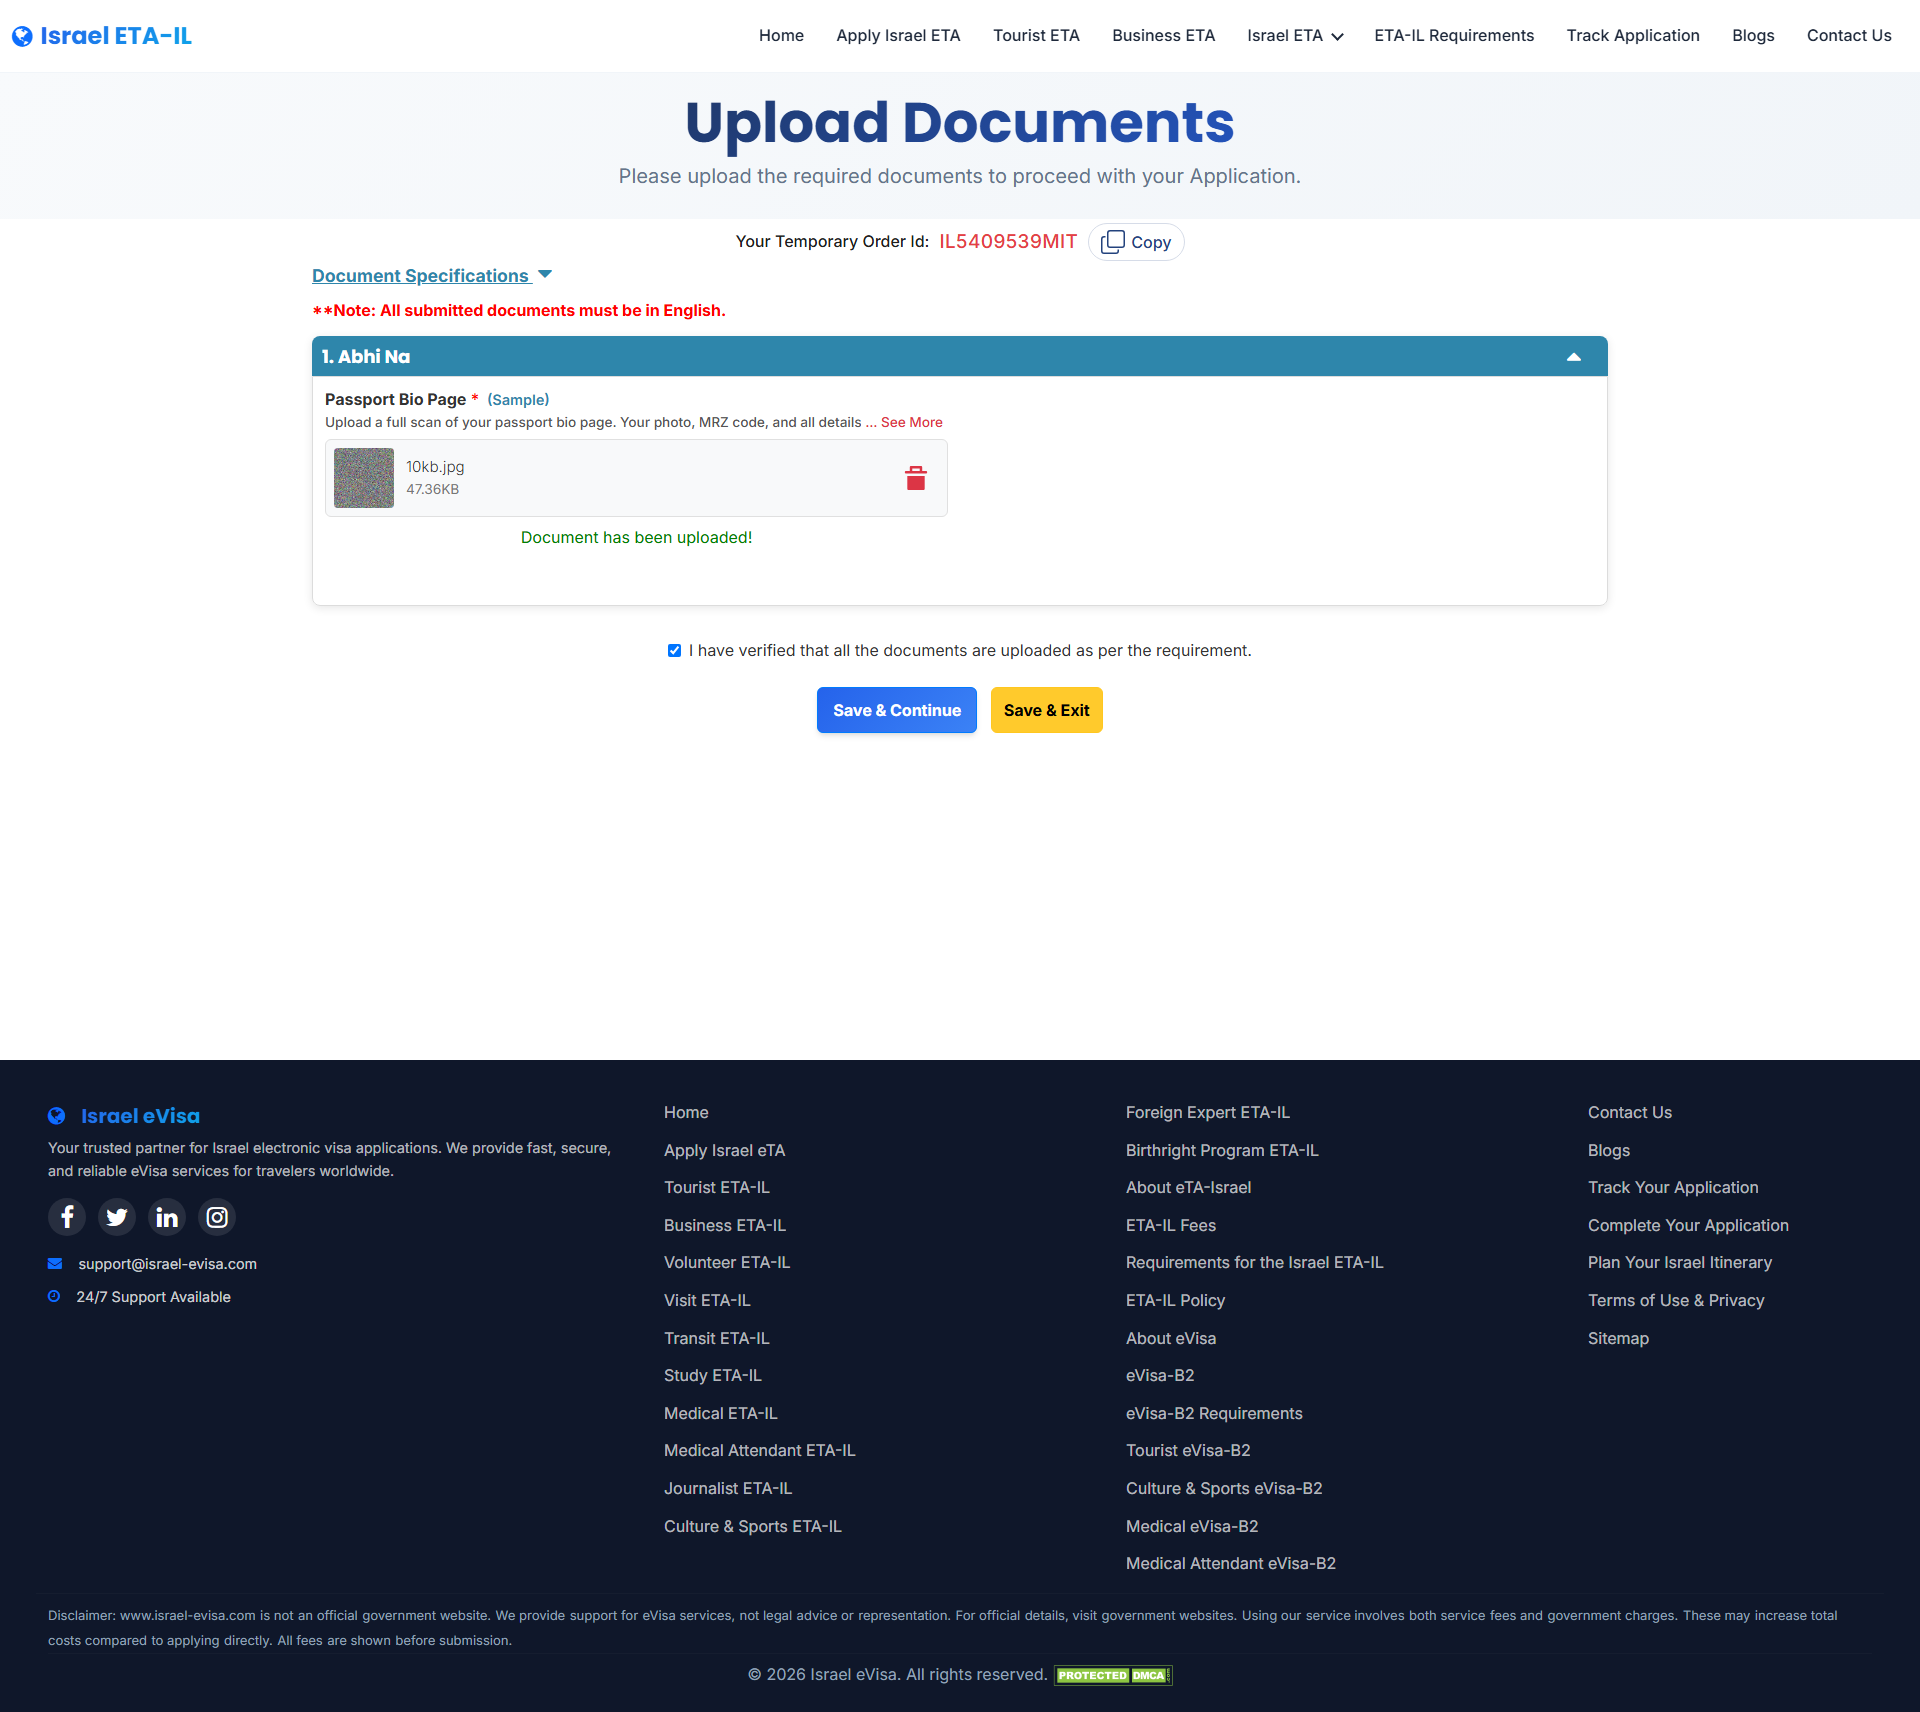 Israel ETA-IL
Home
Apply Israel ETA
Tourist ETA
Business ETA
Israel ETA
ETA-IL Requirements
Track Application
Blogs
Contact Us
Upload Documents
Please upload the required documents to proceed with your Application.
Your Temporary Order Id: IL5409539MIT
Copy
Document Specifications
**Note: All submitted documents must be in English.
1. Abhi Na
Passport Bio Page * (Sample)
Upload a full scan of your passport bio page. Your photo, MRZ code, and all details ... See More
10kb.jpg
47.36KB
Document has been uploaded!
I have verified that all the documents are uploaded as per the requirement.
Save & Continue
Save & Exit
Israel eVisa
Your trusted partner for Israel electronic visa applications. We provide fast, secure,
and reliable eVisa services for travelers worldwide.
support@israel-evisa.com
24/7 Support Available
Home
Apply Israel eTA
Tourist ETA-IL
Business ETA-IL
Volunteer ETA-IL
Visit ETA-IL
Transit ETA-IL
Study ETA-IL
Medical ETA-IL
Medical Attendant ETA-IL
Journalist ETA-IL
Culture & Sports ETA-IL
Foreign Expert ETA-IL
Birthright Program ETA-IL
About eTA-Israel
ETA-IL Fees
Requirements for the Israel ETA-IL
ETA-IL Policy
About eVisa
eVisa-B2
eVisa-B2 Requirements
Tourist eVisa-B2
Culture & Sports eVisa-B2
Medical eVisa-B2
Medical Attendant eVisa-B2
Contact Us
Blogs
Track Your Application
Complete Your Application
Plan Your Israel Itinerary
Terms of Use & Privacy
Sitemap
Disclaimer: www.israel-evisa.com is not an official government website. We provide support for eVisa services, not legal advice or representation. For official details, visit government websites. Using our service involves both service fees and government charges. These may increase total
costs compared to applying directly. All fees are shown before submission.
© 2026 Israel eVisa. All rights reserved.
PROTECTED DMCA .com